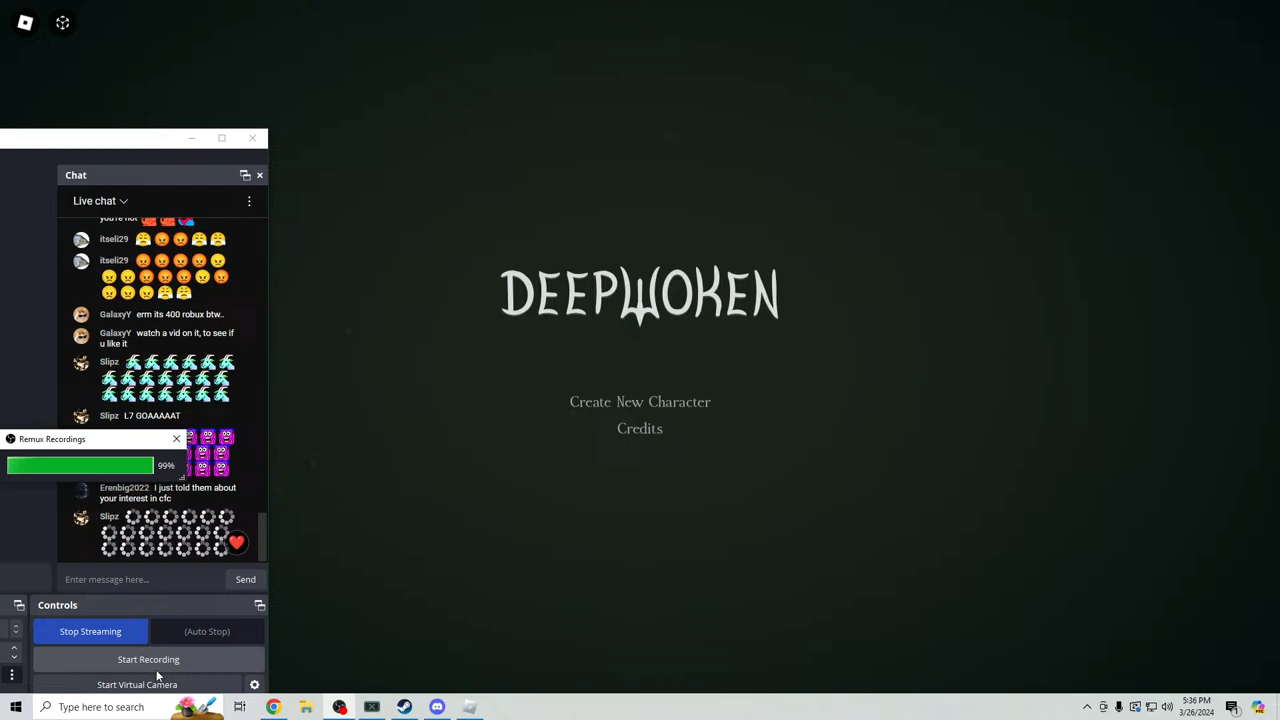 DEEPWOKEN
Create New Character
Credits
Chat
Live chat
you're not
itseli29
itseli29
GalaxyY erm its 400 robux btw..
GalaxyY watch a vid on it, to see if
u like it
Slipz
Slipz L7 GOAAAAAT
Remux Recordings
99%
Erenbig2022 I just told them about
your interest in cfc
Slipz
Enter message here...
Send
Controls
Stop Streaming
(Auto Stop)
Start Recording
Start Virtual Camera
Type here to search
5:36 PM
3/26/2024